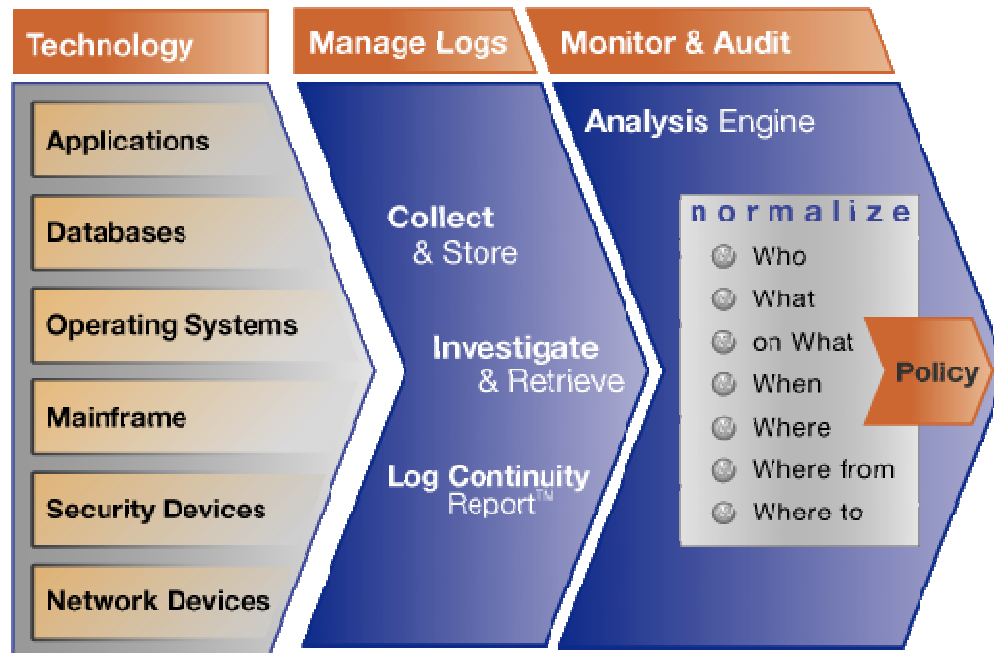 Technology
Manage Logs
Monitor & Audit
Applications
Databases
Operating Systems
Mainframe
Security Devices
Network Devices
Collect
& Store
Investigate
& Retrieve
Log Continuity
Report™
Analysis Engine
normalize
Who
What
on What
When
Where
Where from
Where to
Policy